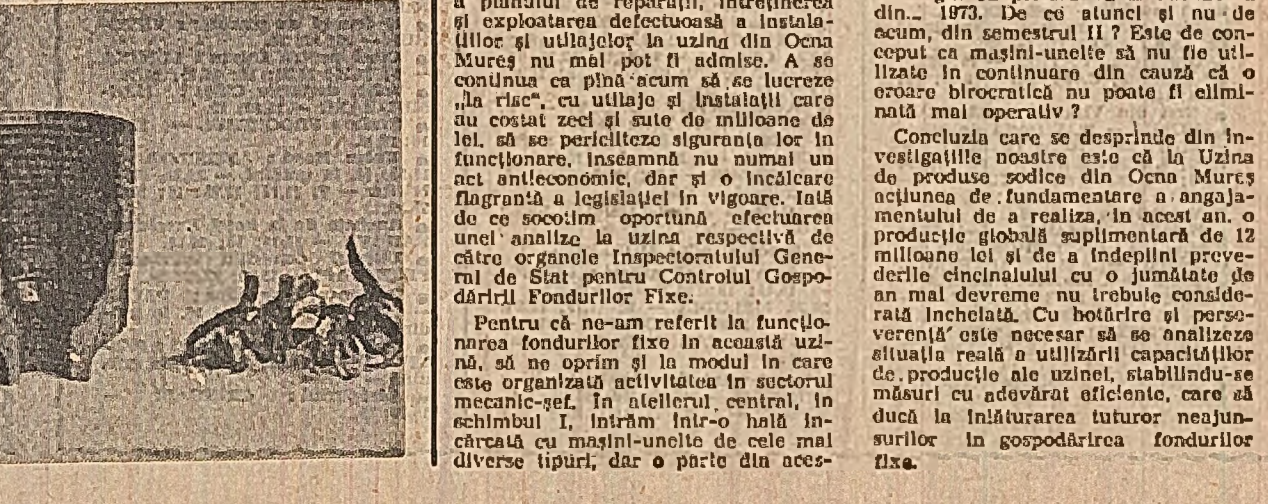 a planului de reparații, întreținerea
și exploatarea defectuoasă a instala-
țiilor și utilajelor la uzina din Ocna
Mureș nu mai pot fi admise. A se
continua ca pînă acum să se lucreze
„la risc“, cu utilaje și instalații care
au costat zeci și sute de milioane de
lei, să se pericliteze siguranța lor în
funcționare, înseamnă nu numai un
act antieconomic, dar și o încălcare
flagrantă a legislației în vigoare. Iată
de ce socotim oportună efectuarea
unei analize la uzina respectivă de
către organele Inspectoratului Gene-
ral de Stat pentru Controlul Gospo-
dăririi Fondurilor Fixe.
Pentru că ne-am referit la funcțio-
narea fondurilor fixe în această uzi-
nă, să ne oprim și la modul în care
este organizată activitatea în sectorul
mecanic-șef. În atelierul central, în
schimbul I, intrăm într-o hală în-
cărcată cu mașini-unelte de cele mai
diverse tipuri, dar o parte din aces-
din... 1973. De ce atunci și nu de
acum, din semestrul II ? Este de con-
ceput ca mașini-unelte să nu fie uti-
lizate în continuare din cauză că o
eroare birocratică nu poate fi elimi-
nată mai operativ ?
Concluzia care se desprinde din in-
vestigațiile noastre este că la Uzina
de produse sodice din Ocna Mureș
acțiunea de fundamentare a angaja-
mentului de a realiza, în acest an, o
producție globală suplimentară de 12
milioane lei și de a îndeplini preve-
derile cincinalului cu o jumătate de
an mai devreme nu trebuie conside-
rată încheiată. Cu hotărîre și perse-
verență este necesar să se analizeze
situația reală a utilizării capacităților
de producție ale uzinei, stabilindu-se
măsuri cu adevărat eficiente, care să
ducă la înlăturarea tuturor neajun-
surilor în gospodărirea fondurilor
fixe.